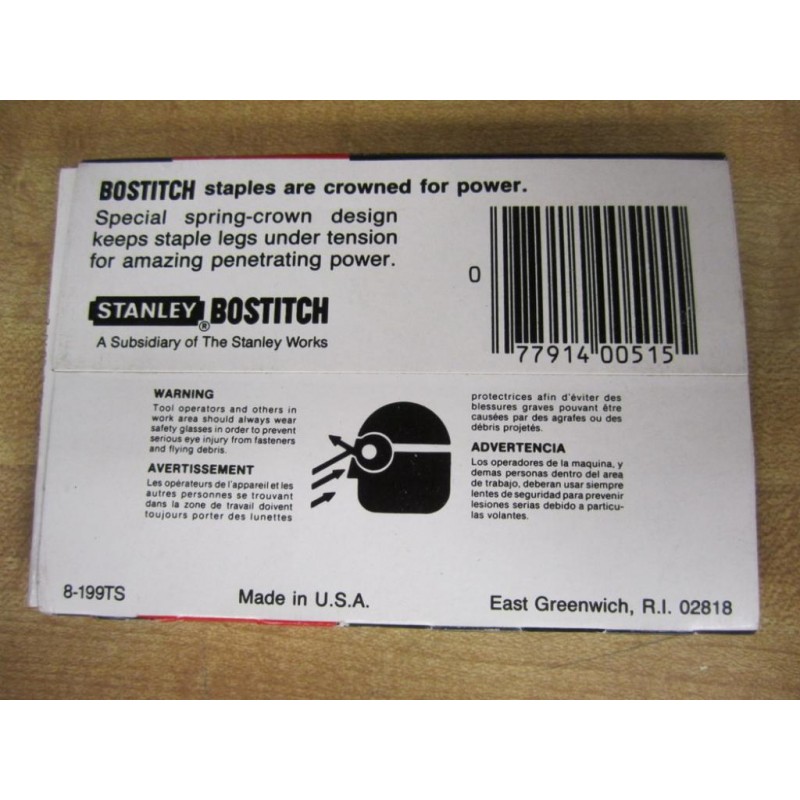 BOSTITCH staples are crowned for power.
Special spring-crown design
keeps staple legs under tension
for amazing penetrating power.
STANLEY BOSTITCH
®
A Subsidiary of The Stanley Works
0
77914 00515
WARNING
Tool operators and others in
work area should always wear
safety glasses in order to prevent
serious eye injury from fasteners
and flying debris.
AVERTISSEMENT
Les opérateurs de l'appareil et les
autres personnes se trouvant
dans la zone de travail doivent
toujours porter des lunettes
protectrices afin d'éviter des
blessures graves pouvant être
causées par des agrafes ou des
débris projetés.
ADVERTENCIA
Los operadores de la maquina, y
demas personas dentro del area
de trabajo, deberan usar siempre
lentes de seguridad para prevenir
lesiones serias debido a particu-
las volantes.
8-199TS
Made in U.S.A.
East Greenwich, R.I. 02818